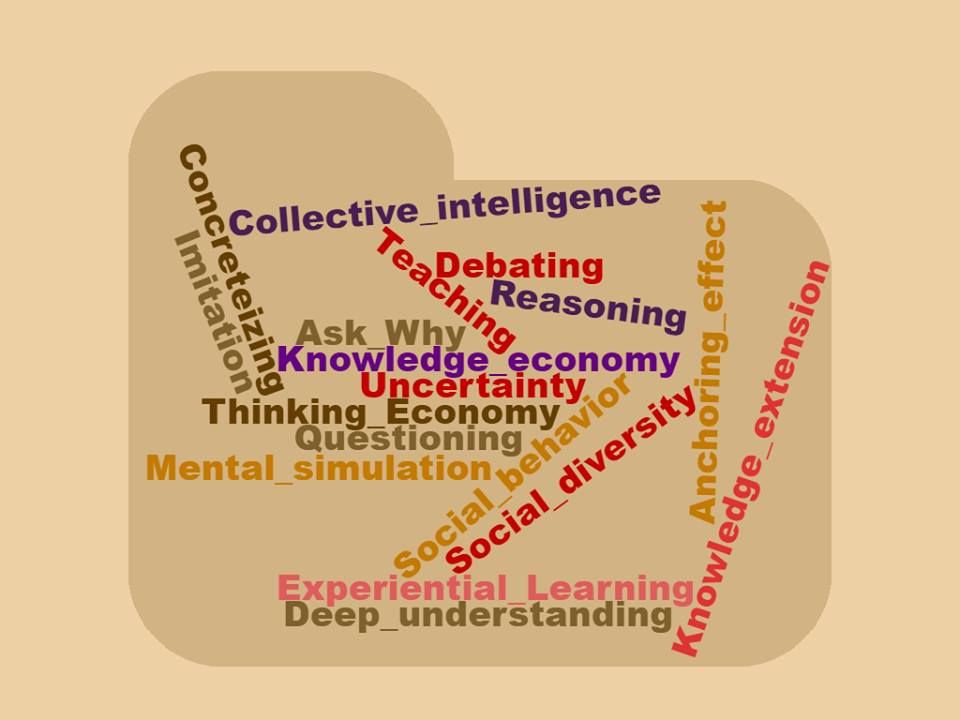 Concreteizing
Imitation
Collective_intelligence
Teaching
Debating
Reasoning
Ask_Why
Knowledge_economy
Uncertainty
Thinking_Economy
Questioning
Mental_simulation
Social_behavior
Social_diversity
Anchoring_effect
Knowledge_extension
Experiential_Learning
Deep_understanding